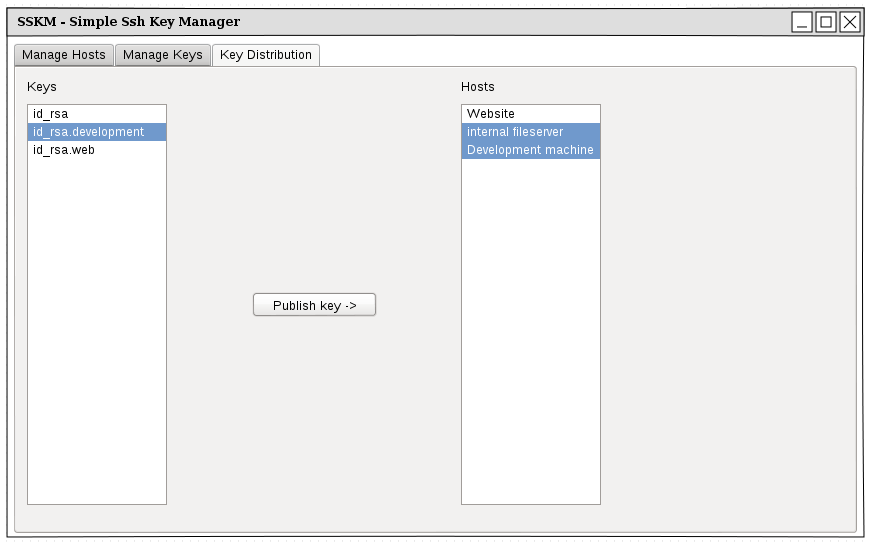 SSKM - Simple Ssh Key Manager
Manage Hosts Manage Keys Key Distribution
Keys
id_rsa
id_rsa.development
id_rsa.web
Publish key ->
Hosts
Website
internal fileserver
Development machine